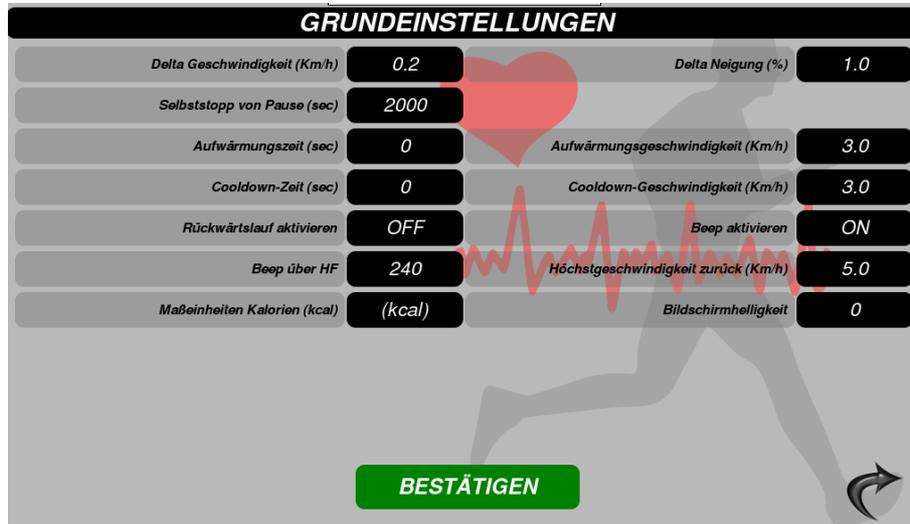 GRUNDEINSTELLUNGEN
Delta Geschwindigkeit (Km/h) 0.2 Delta Neigung (%) 1.0
Selbststopp von Pause (sec) 2000
Aufwärmungszeit (sec) 0 Aufwärmungsgeschwindigkeit (Km/h) 3.0
Cooldown-Zeit (sec) 0 Cooldown-Geschwindigkeit (Km/h) 3.0
Rückwärtslauf aktivieren OFF Beep aktivieren ON
Beep über HF 240 Höchstgeschwindigkeit zurück (Km/h) 5.0
Maßeinheiten Kalorien (kcal) (kcal) Bildschirmhelligkeit 0
BESTÄTIGEN